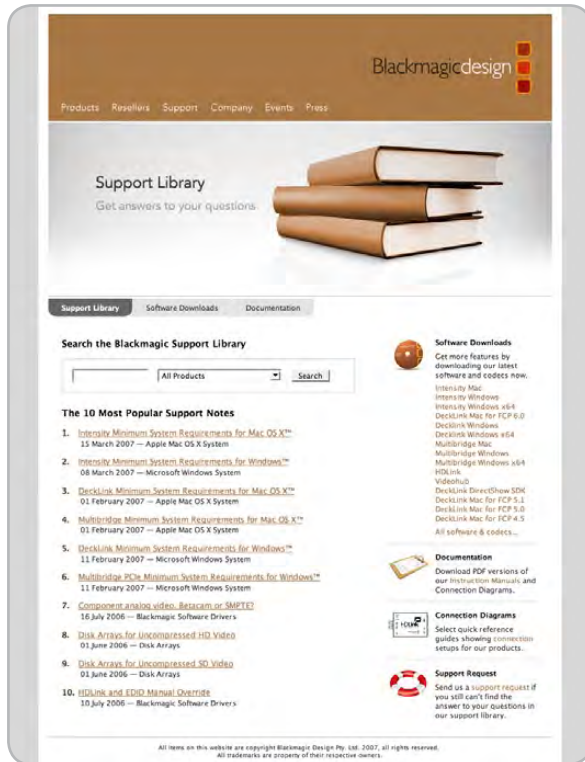 Blackmagicdesign
Products Resellers Support Company Events Press
Support Library
Get answers to your questions
Support Library Software Downloads Documentation
Search the Blackmagic Support Library
All Products Search
The 10 Most Popular Support Notes
1. Intensity Minimum System Requirements for Mac OS X™
15 March 2007 — Apple Mac OS X System
2. Intensity Minimum System Requirements for Windows™
08 March 2007 — Microsoft Windows System
3. DeckLink Minimum System Requirements for Mac OS X™
01 February 2007 — Apple Mac OS X System
4. Multibridge Minimum System Requirements for Mac OS X™
01 February 2007 — Apple Mac OS X System
5. DeckLink Minimum System Requirements for Windows™
11 February 2007 — Microsoft Windows System
6. Multibridge PCIe Minimum System Requirements for Windows™
11 February 2007 — Microsoft Windows System
7. Component analog video. Betacam or SMPTE?
16 July 2006 — Blackmagic Software Drivers
8. Disk Arrays for Uncompressed HD Video
01 June 2006 — Disk Arrays
9. Disk Arrays for Uncompressed SD Video
01 June 2006 — Disk Arrays
10. HDLink and EDID Manual Override
10 July 2006 — Blackmagic Software Drivers
Software Downloads
Get more features by
downloading our latest
software and codecs now.
Intensity Mac
Intensity Windows
Intensity Windows x64
DeckLink Mac for FCP 6.0
Decklink Windows
Decklink Windows x64
Multibridge Mac
Multibridge Windows
Multibridge Windows x64
HDLink
Videohub
DeckLink DirectShow SDK
DeckLink Mac for FCP 5.1
DeckLink Mac for FCP 5.0
DeckLink Mac for FCP 4.5
All software & codecs...
Documentation
Download PDF versions of
our Instruction Manuals and
Connection Diagrams.
HDLINK
Connection Diagrams
Select quick reference
guides showing connection
setups for our products.
Support Request
Send us a support request if
you still can't find the
answer to your questions in
our support library.
All items on this website are copyright Blackmagic Design Pty. Ltd. 2007, all rights reserved.
All trademarks are property of their respective owners.